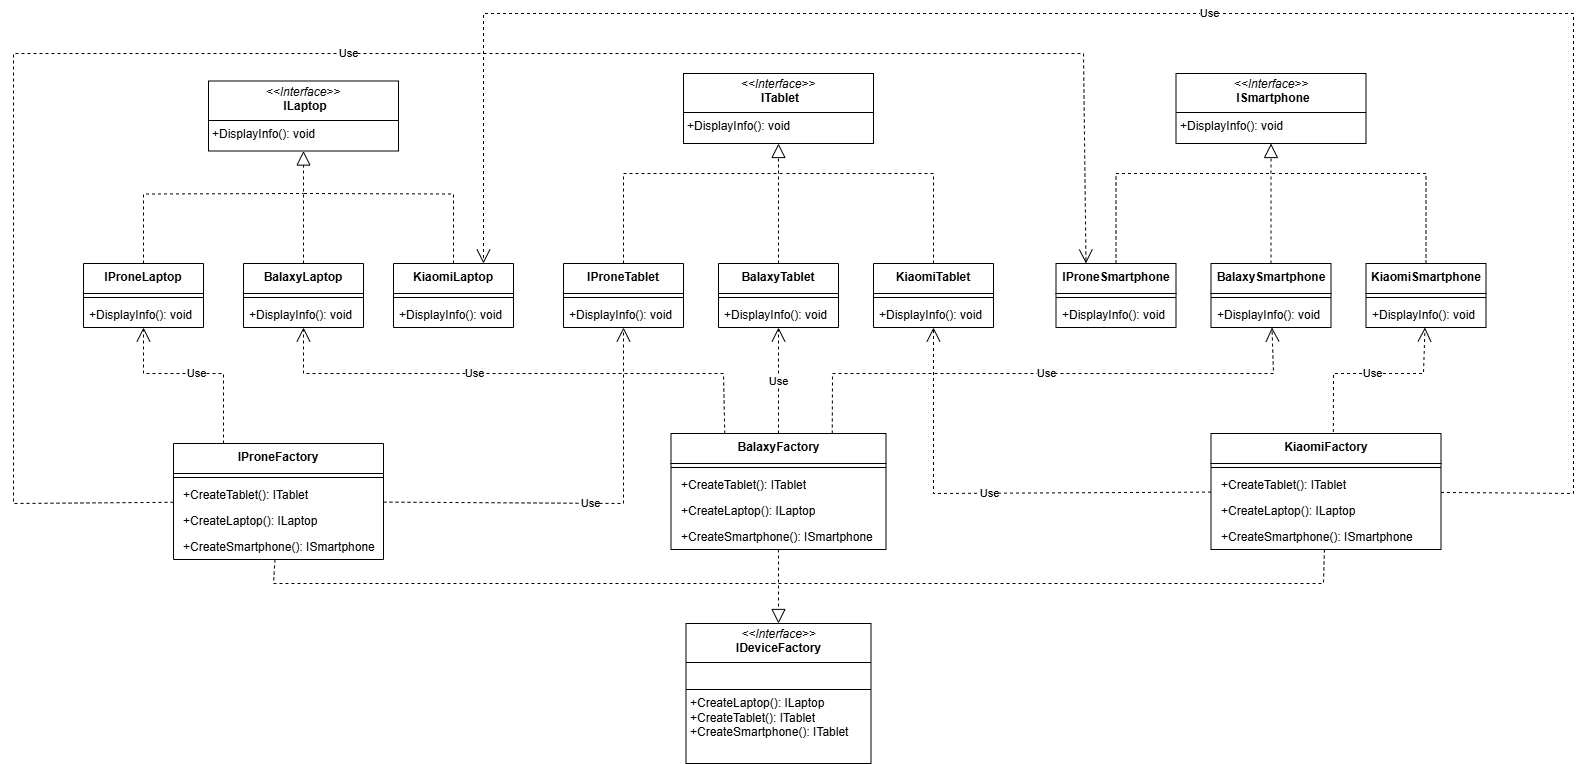 Use
Use
<<Interface>>
ILaptop
+DisplayInfo(): void
<<Interface>>
ITablet
+DisplayInfo(): void
<<Interface>>
ISmartphone
+DisplayInfo(): void
IProneLaptop
+DisplayInfo(): void
BalaxyLaptop
+DisplayInfo(): void
KiaomiLaptop
+DisplayInfo(): void
IProneTablet
+DisplayInfo(): void
BalaxyTablet
+DisplayInfo(): void
KiaomiTablet
+DisplayInfo(): void
IProneSmartphone
+DisplayInfo(): void
BalaxySmartphone
+DisplayInfo(): void
KiaomiSmartphone
+DisplayInfo(): void
Use
Use
Use
Use
Use
IProneFactory
+CreateTablet(): ITablet
+CreateLaptop(): ILaptop
+CreateSmartphone(): ISmartphone
Use
BalaxyFactory
+CreateTablet(): ITablet
+CreateLaptop(): ILaptop
+CreateSmartphone(): ISmartphone
Use
KiaomiFactory
+CreateTablet(): ITablet
+CreateLaptop(): ILaptop
+CreateSmartphone(): ISmartphone
<<Interface>>
IDeviceFactory
+CreateLaptop(): ILaptop
+CreateTablet(): ITablet
+CreateSmartphone(): ITablet